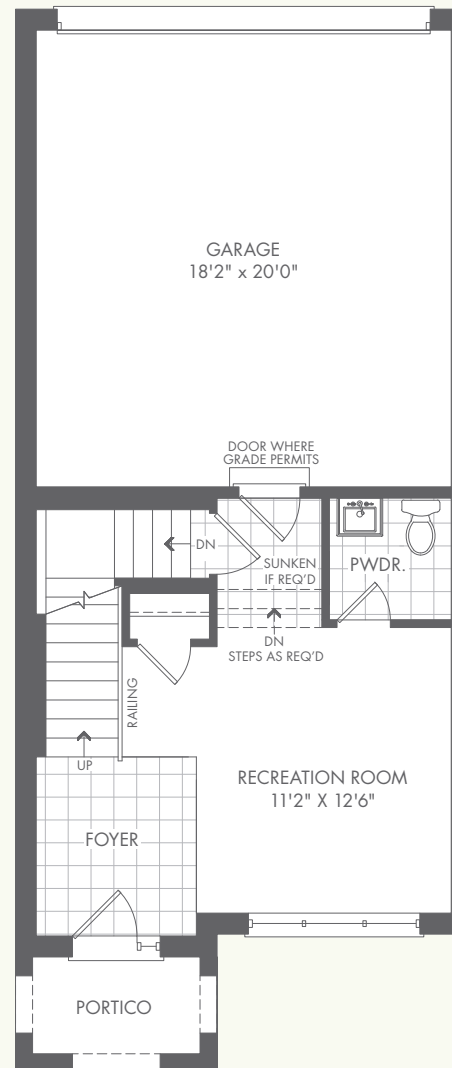 GARAGE
18'2" x 20'0"
DOOR WHERE
GRADE PERMITS
DN
SUNKEN
IF REQ'D
PWDR.
DN
STEPS AS REQ'D
RAILING
UP
RECREATION ROOM
11'2" X 12'6"
FOYER
PORTICO